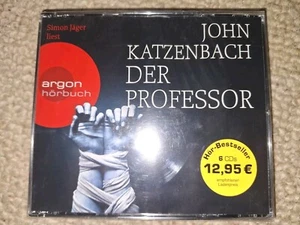 Simon Jäger
liest
JOHN
KATZENBACH
DER
PROFESSOR
argon
hörbuch
Hör-Bestseller
6 CDs
12,95 €